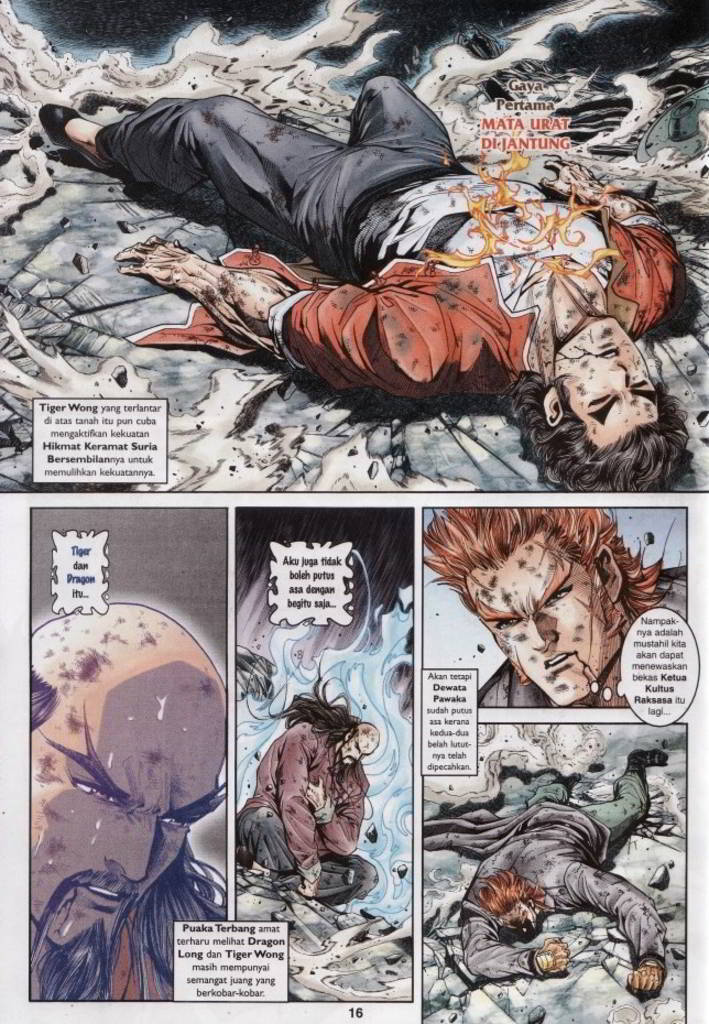 Gaya
Pertama
MATA URAT
DI JANTUNG
Tiger Wong yang terlantar
di atas tanah itu pun cuba
mengaktifkan kekuatan
Hikmat Keramat Suria
Bersembilannya untuk
memulihkan kekuatannya.
Tiger
dan
Dragon
itu...
Puaka Terbang amat
terharu melihat Dragon
Long dan Tiger Wong
masih mempunyai
semangat juang yang
berkobar-kobar.
Aku juga tidak
boleh putus
asa dengan
begitu saja...
Nampak-
nya adalah
mustahil kita
akan dapat
menewaskan
bekas Ketua
Kultus
Raksasa itu
lagi...
Akan tetapi
Dewata
Pawaka
sudah putus
asa kerana
kedua-dua
belah lutut-
nya telah
dipecahkan.
16